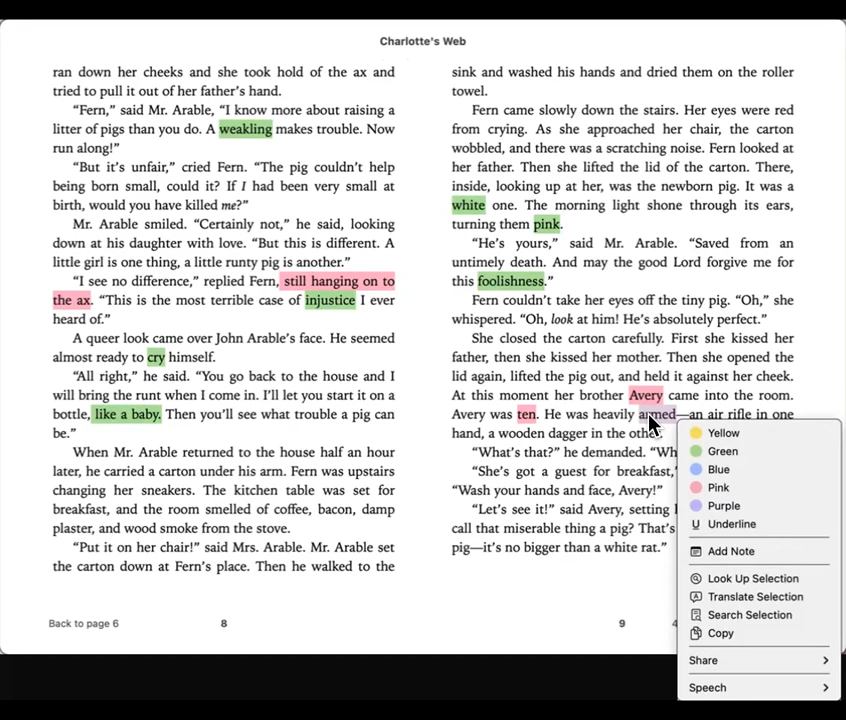 Charlotte's Web
ran down her cheeks and she took hold of the ax and
tried to pull it out of her father's hand.
“Fern,” said Mr. Arable, “I know more about raising a
litter of pigs than you do. A weakling makes trouble. Now
run along!”
“But it's unfair,” cried Fern. “The pig couldn't help
being born small, could it? If I had been very small at
birth, would you have killed me?”
Mr. Arable smiled. “Certainly not,” he said, looking
down at his daughter with love. “But this is different. A
little girl is one thing, a little runty pig is another.”
“I see no difference,” replied Fern, still hanging on to
the ax. “This is the most terrible case of injustice I ever
heard of.”
A queer look came over John Arable's face. He seemed
almost ready to cry himself.
“All right,” he said. “You go back to the house and I
will bring the runt when I come in. I'll let you start it on a
bottle, like a baby. Then you'll see what trouble a pig can
be.”
When Mr. Arable returned to the house half an hour
later, he carried a carton under his arm. Fern was upstairs
changing her sneakers. The kitchen table was set for
breakfast, and the room smelled of coffee, bacon, damp
plaster, and wood smoke from the stove.
“Put it on her chair!” said Mrs. Arable. Mr. Arable set
the carton down at Fern's place. Then he walked to the
Back to page 6
8
sink and washed his hands and dried them on the roller
towel.
Fern came slowly down the stairs. Her eyes were red
from crying. As she approached her chair, the carton
wobbled, and there was a scratching noise. Fern looked at
her father. Then she lifted the lid of the carton. There,
inside, looking up at her, was the newborn pig. It was a
white one. The morning light shone through its ears,
turning them pink.
“He's yours,” said Mr. Arable. “Saved from an
untimely death. And may the good Lord forgive me for
this foolishness.”
Fern couldn't take her eyes off the tiny pig. “Oh,” she
whispered. “Oh, look at him! He's absolutely perfect.”
She closed the carton carefully. First she kissed her
father, then she kissed her mother. Then she opened the
lid again, lifted the pig out, and held it against her cheek.
At this moment her brother Avery came into the room.
Avery was ten. He was heavily armed—an air rifle in one
hand, a wooden dagger in the other.
“What's that?” he demanded. “Wh
“She's got a guest for breakfast,”
“Wash your hands and face, Avery!”
“Let's see it!” said Avery, setting
call that miserable thing a pig? That's
pig—it's no bigger than a white rat.”
9
4
Yellow
Green
Blue
Pink
Purple
U Underline
Add Note
Look Up Selection
Translate Selection
Search Selection
Copy
Share
Speech